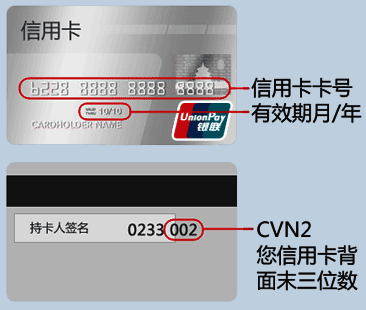 信用卡
6228 8888 8888 8888
信用卡卡号
VALID THRU 10/10
有效期月/年
CARDHOLDER NAME
UnionPay
银联
持卡人签名
0233 002
CVN2
您信用卡背
面末三位数